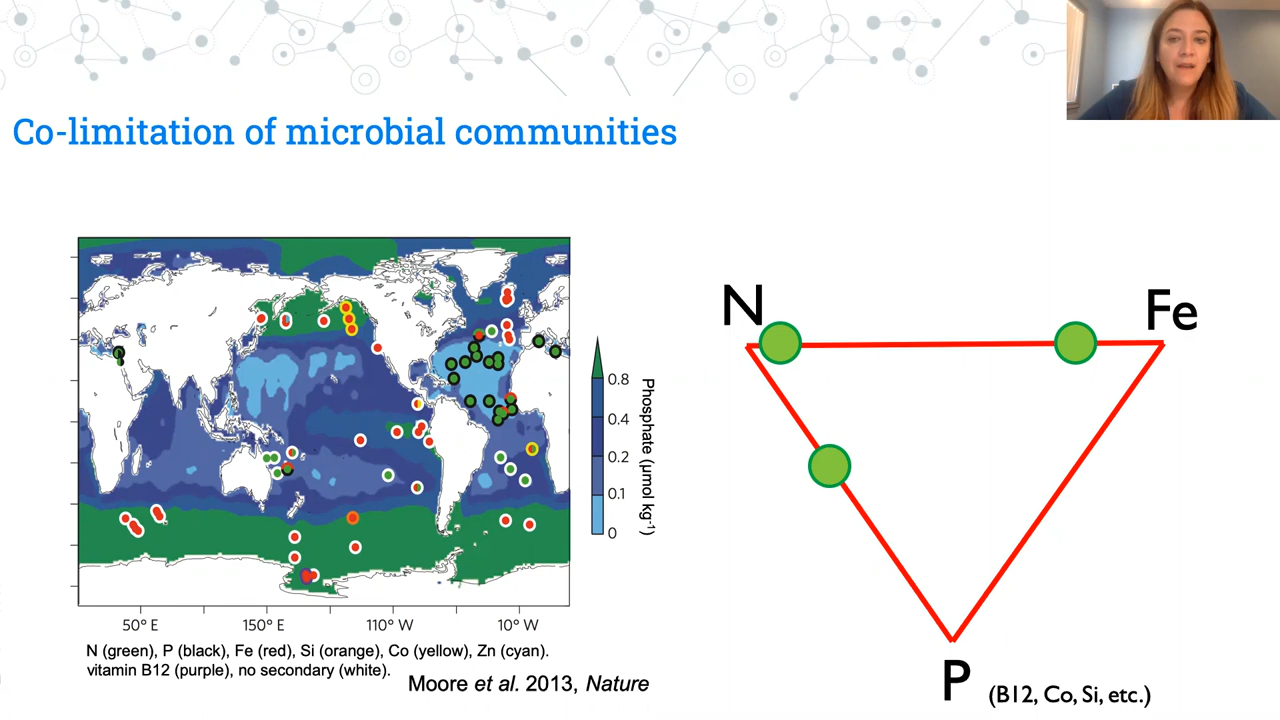 Co-limitation of microbial communities
0.8
0.4
0.2
0.1
0
Phosphate (μmol kg⁻¹)
50° E
150° E
110° W
10° W
N (green), P (black), Fe (red), Si (orange), Co (yellow), Zn (cyan).
vitamin B12 (purple), no secondary (white).
Moore et al. 2013, Nature
N
Fe
P (B12, Co, Si, etc.)